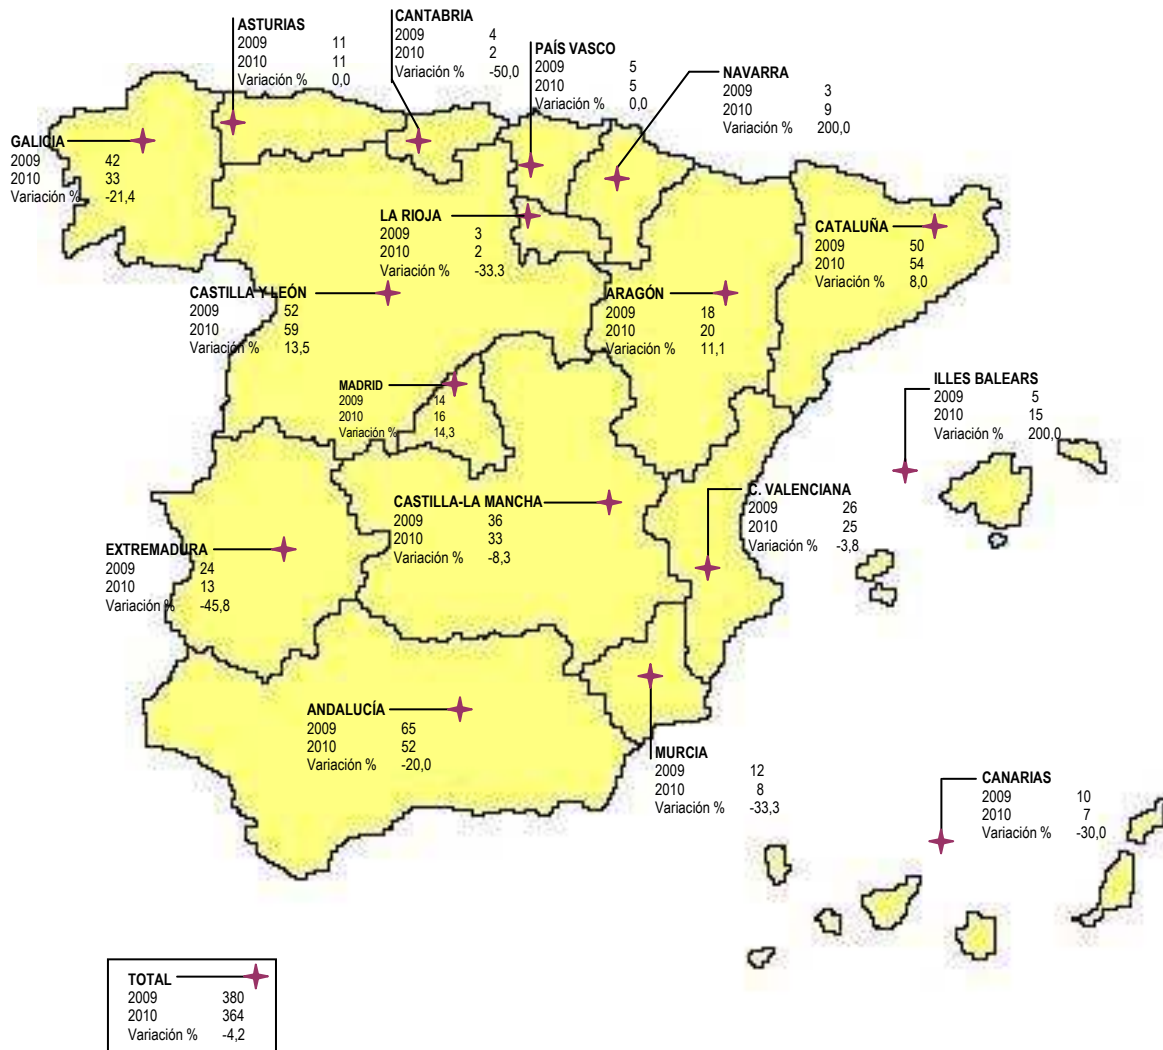 ASTURIAS
2009 11
2010 11
Variación % 0,0
CANTABRIA
2009 4
2010 2
Variación % -50,0
PAÍS VASCO
2009 5
2010 5
Variación % 0,0
NAVARRA
2009 3
2010 9
Variación % 200,0
GALICIA
2009 42
2010 33
Variación % -21,4
LA RIOJA
2009 3
2010 2
Variación % -33,3
CATALUÑA
2009 50
2010 54
Variación % 8,0
CASTILLA Y LEÓN
2009 52
2010 59
Variación % 13,5
ARAGÓN
2009 18
2010 20
Variación % 11,1
MADRID
2009 14
2010 16
Variación % 14,3
ILLES BALEARS
2009 5
2010 15
Variación % 200,0
CASTILLA-LA MANCHA
2009 36
2010 33
Variación % -8,3
C. VALENCIANA
2009 26
2010 25
Variación % -3,8
EXTREMADURA
2009 24
2010 13
Variación % -45,8
ANDALUCÍA
2009 65
2010 52
Variación % -20,0
MURCIA
2009 12
2010 8
Variación % -33,3
CANARIAS
2009 10
2010 7
Variación % -30,0
TOTAL
2009 380
2010 364
Variación % -4,2